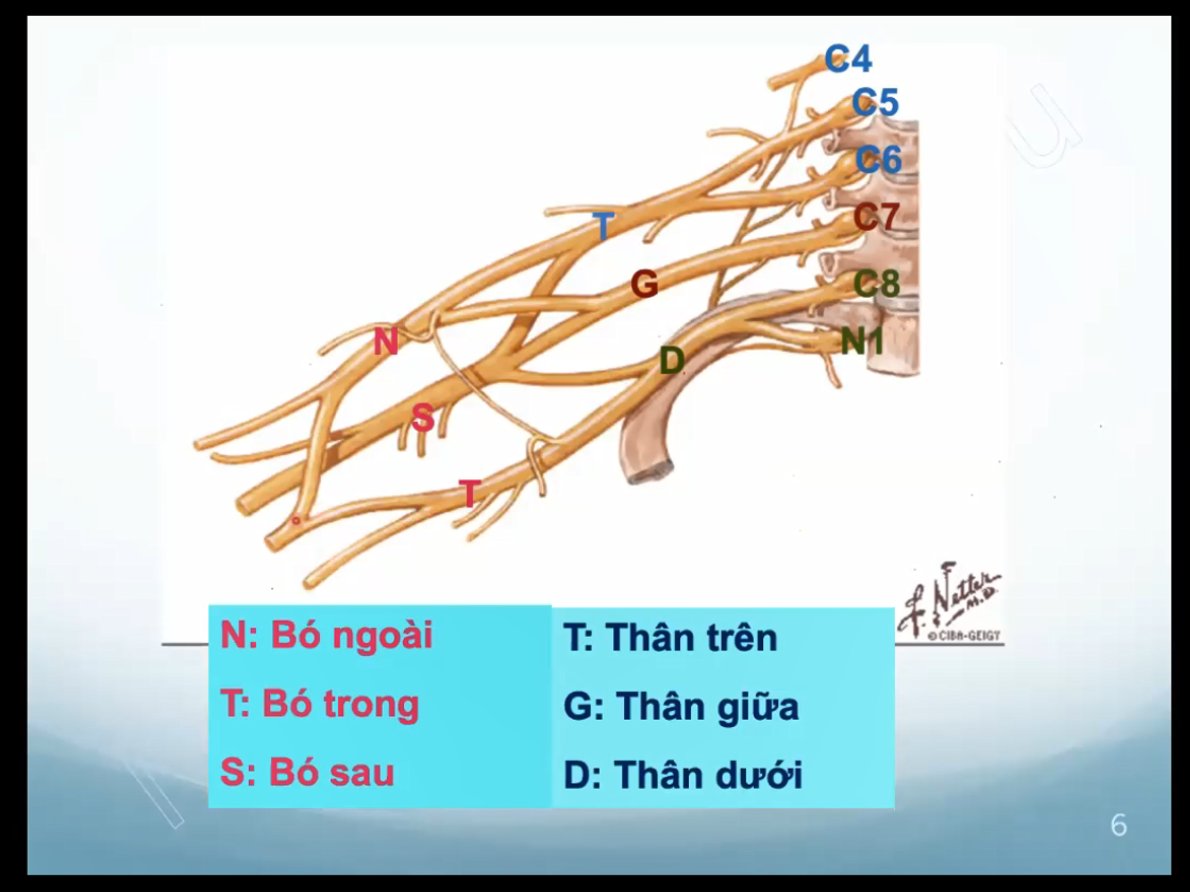 C4
C5
C6
T
C7
G
C8
N
N1
D
S
T
F. Netter
M.D.
© CIBA-GEIGY
N: Bó ngoài
T: Thân trên
T: Bó trong
G: Thân giữa
S: Bó sau
D: Thân dưới
6